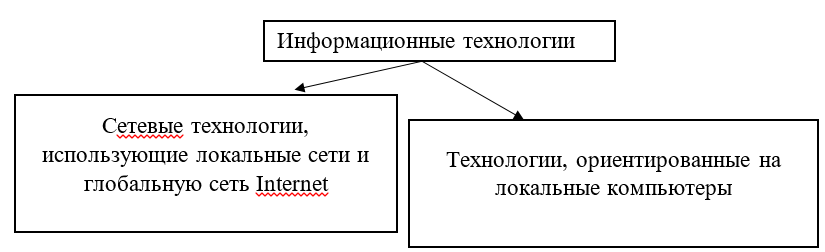 Информационные технологии
Сетевые технологии,
использующие локальные сети и
глобальную сеть Internet
Технологии, ориентированные на
локальные компьютеры